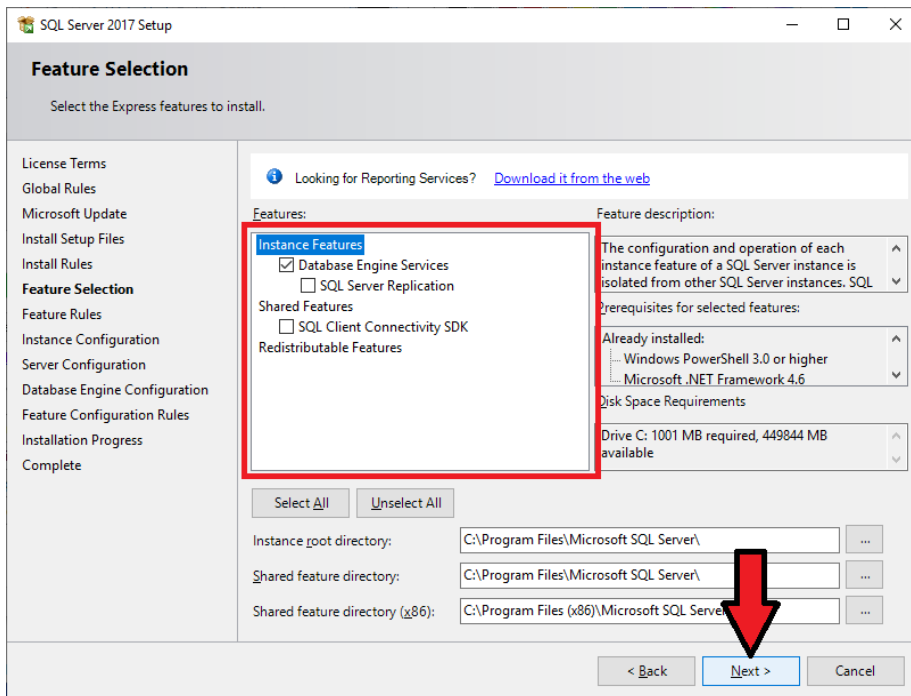 SQL Server 2017 Setup
Feature Selection
Select the Express features to install.
License Terms
Global Rules
Microsoft Update
Install Setup Files
Install Rules
Feature Selection
Feature Rules
Instance Configuration
Server Configuration
Database Engine Configuration
Feature Configuration Rules
Installation Progress
Complete
Looking for Reporting Services? Download it from the web
Features:
Instance Features
Database Engine Services
SQL Server Replication
Shared Features
SQL Client Connectivity SDK
Redistributable Features
Feature description:
The configuration and operation of each
instance feature of a SQL Server instance is
isolated from other SQL Server instances. SQL
Prerequisites for selected features:
Already installed:
Windows PowerShell 3.0 or higher
Microsoft .NET Framework 4.6
Disk Space Requirements
Drive C: 1001 MB required, 449844 MB
available
Select All
Unselect All
Instance root directory:
C:\Program Files\Microsoft SQL Server\
...
Shared feature directory:
C:\Program Files\Microsoft SQL Server\
...
Shared feature directory (x86):
C:\Program Files (x86)\Microsoft SQL Server
...
< Back
Next >
Cancel